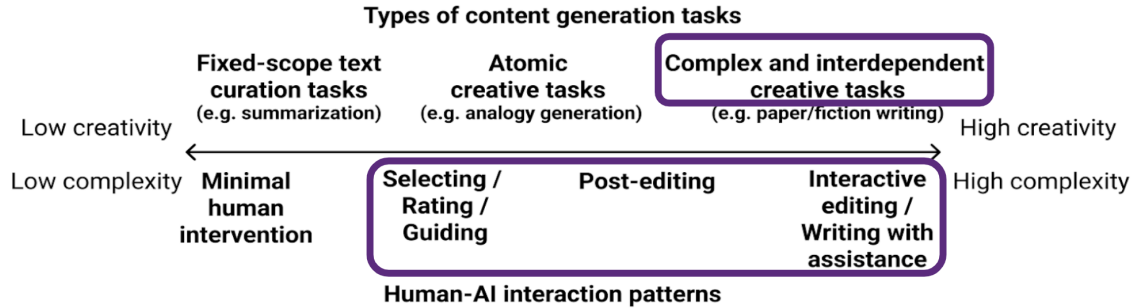 Types of content generation tasks
Fixed-scope text
curation tasks
(e.g. summarization)
Atomic
creative tasks
(e.g. analogy generation)
Complex and interdependent
creative tasks
(e.g. paper/fiction writing)
Low creativity
High creativity
Low complexity
Minimal
human
intervention
Selecting /
Rating /
Guiding
Post-editing
Interactive
editing /
Writing with
assistance
High complexity
Human-AI interaction patterns